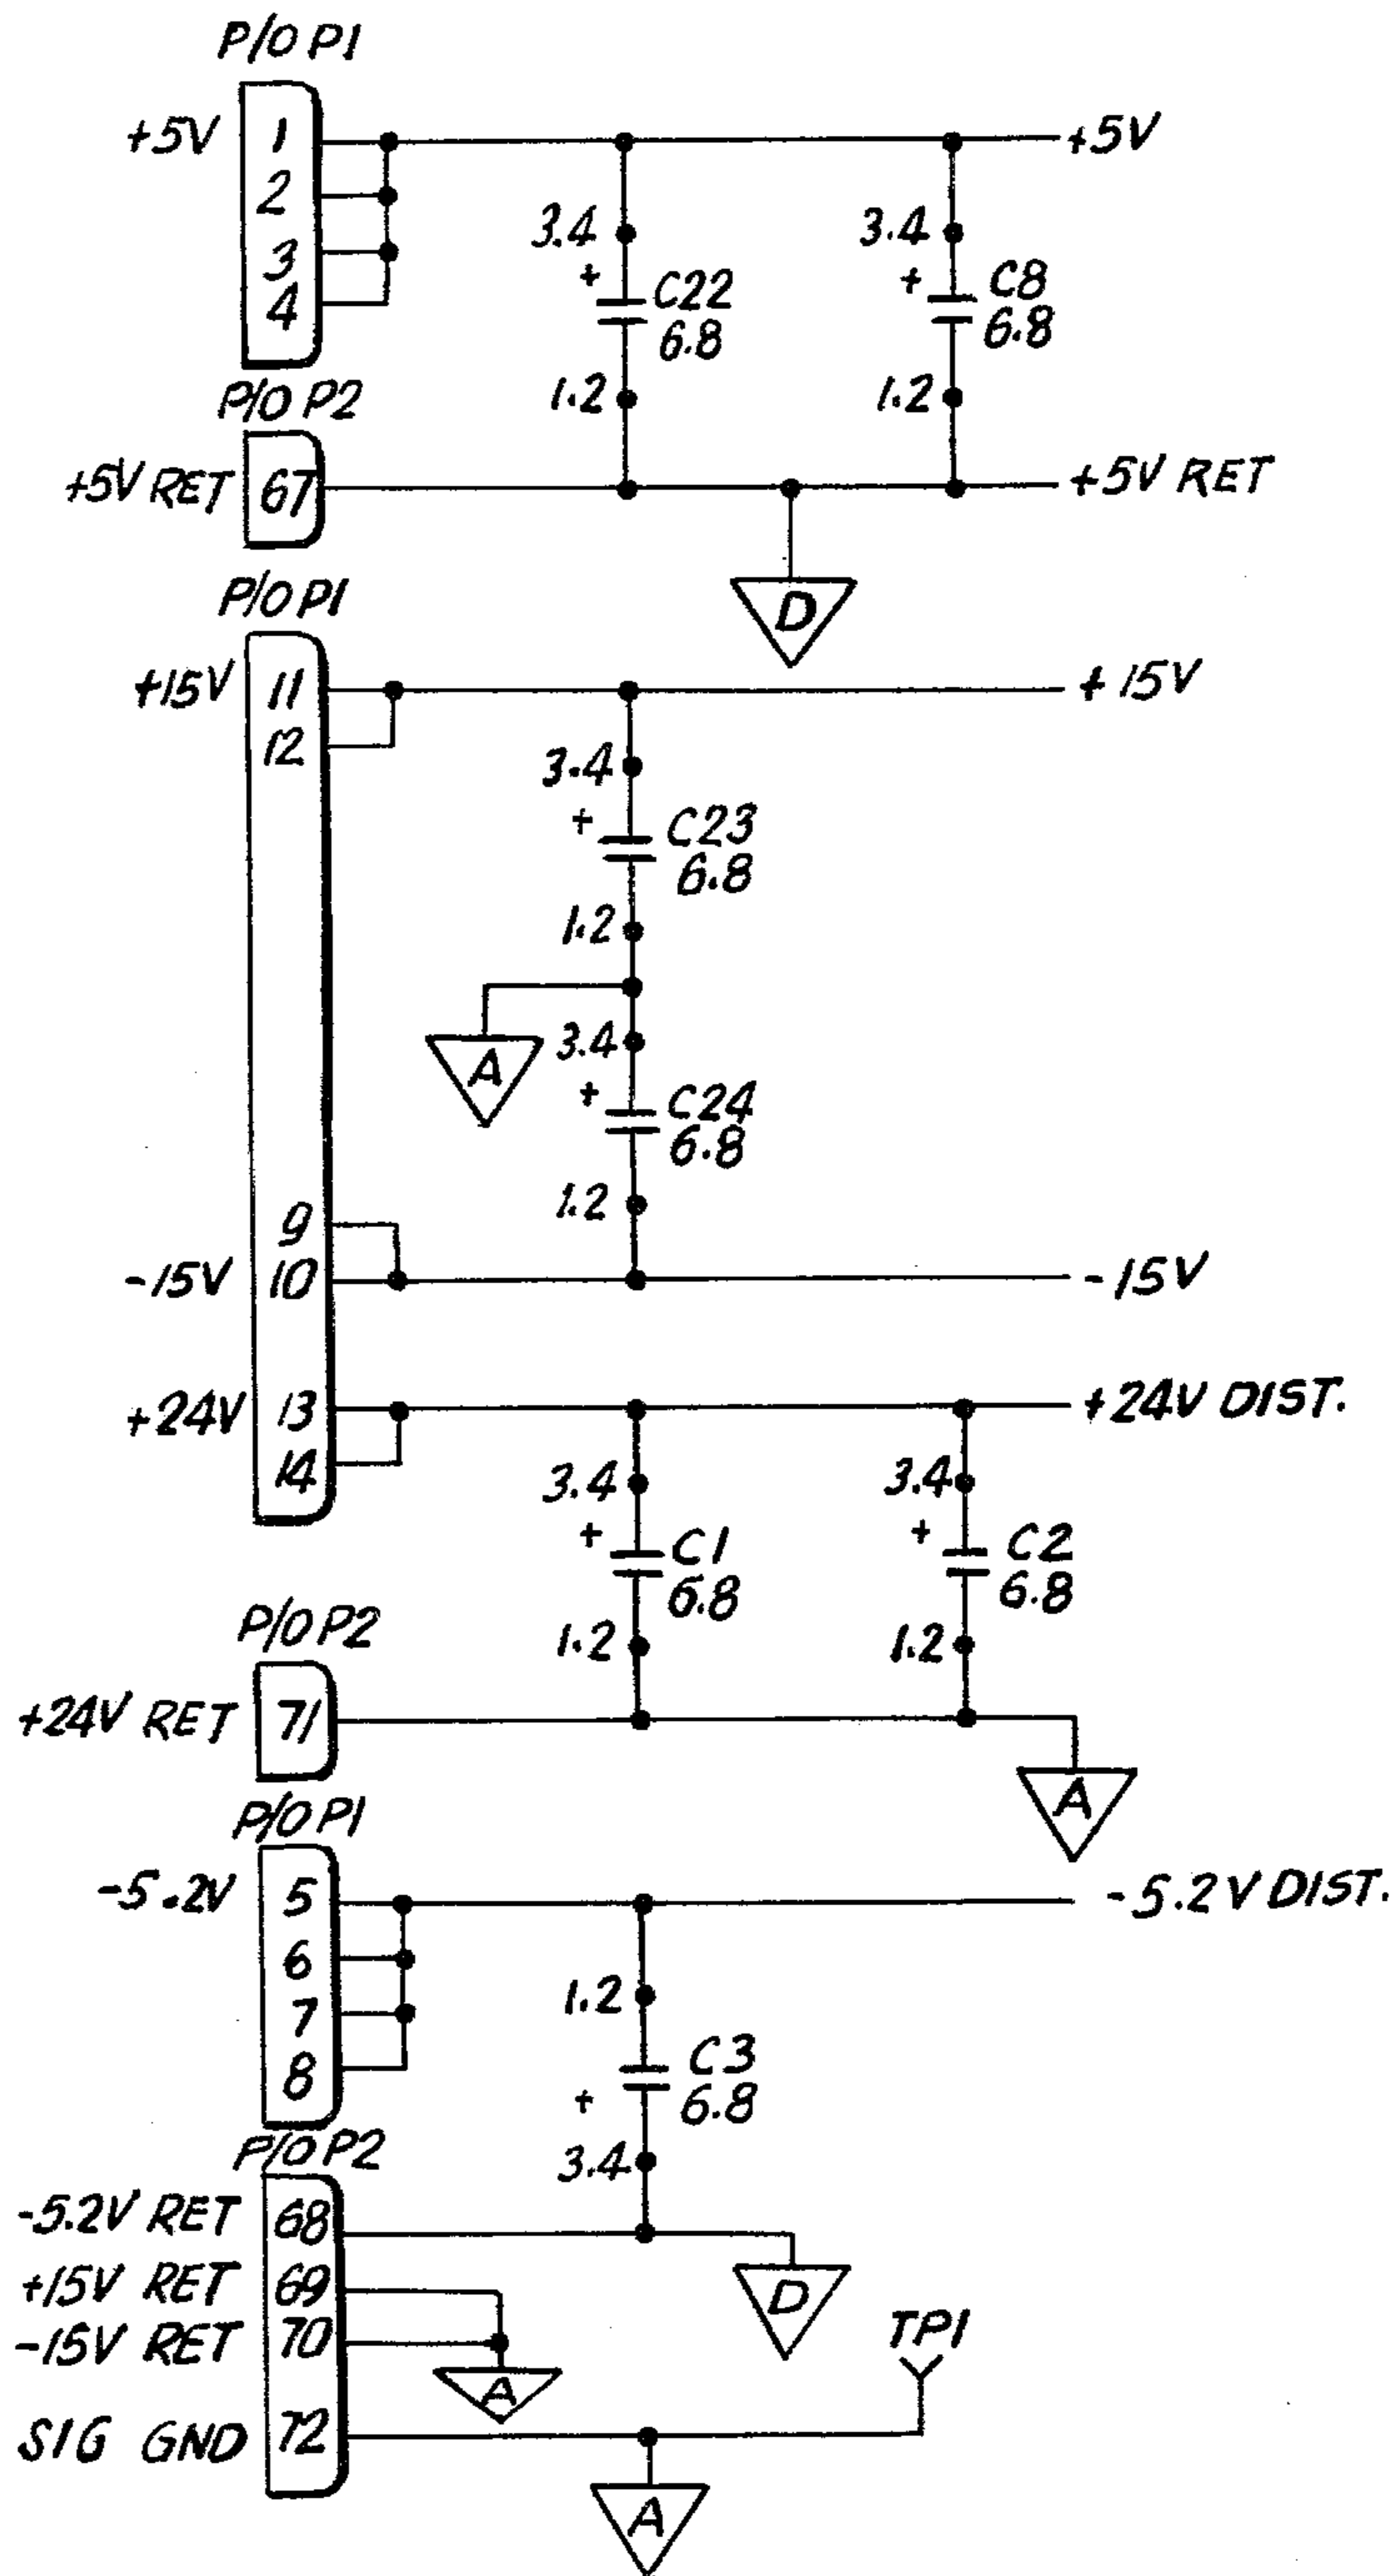 P/O P1
+5V 1 +5V
2
3.4 3.4
3 + C22 + C8
4 6.8 6.8
P/O P2 1.2 1.2
+5V RET 67 +5V RET
D
P/O P1
+15V 11 +15V
12
3.4
+ C23
6.8
1.2
A 3.4
+ C24
6.8
1.2
9
-15V 10 -15V
+24V 13 +24V DIST.
14
3.4 3.4
+ C1 + C2
6.8 6.8
P/O P2 1.2 1.2
+24V RET 71
A
P/O P1
-5.2V 5 -5.2V DIST.
6
1.2
7
8 C3
+ 6.8
P/O P2
3.4
-5.2V RET 68
+15V RET 69 D
-15V RET 70 TP1
A
SIG GND 72
A